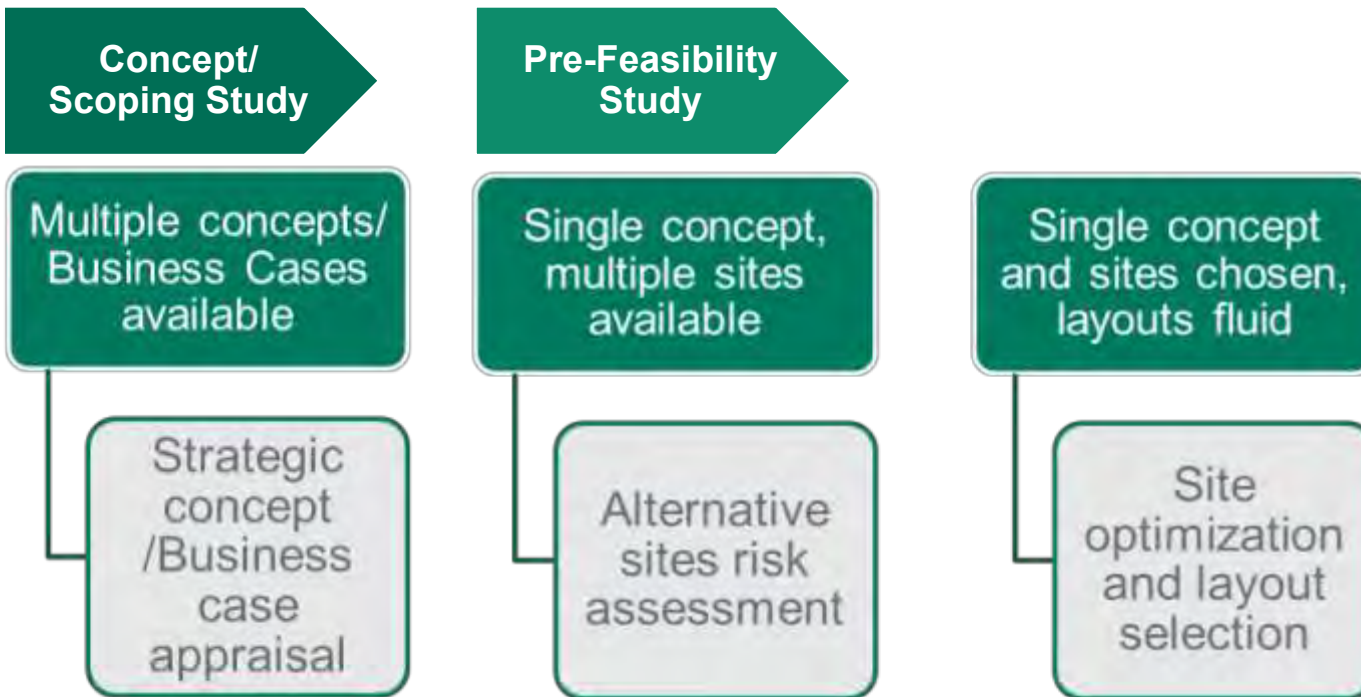 Concept/
Scoping Study
Pre-Feasibility
Study
Multiple concepts/
Business Cases
available
Single concept,
multiple sites
available
Single concept
and sites chosen,
layouts fluid
Strategic
concept
/Business
case
appraisal
Alternative
sites risk
assessment
Site
optimization
and layout
selection